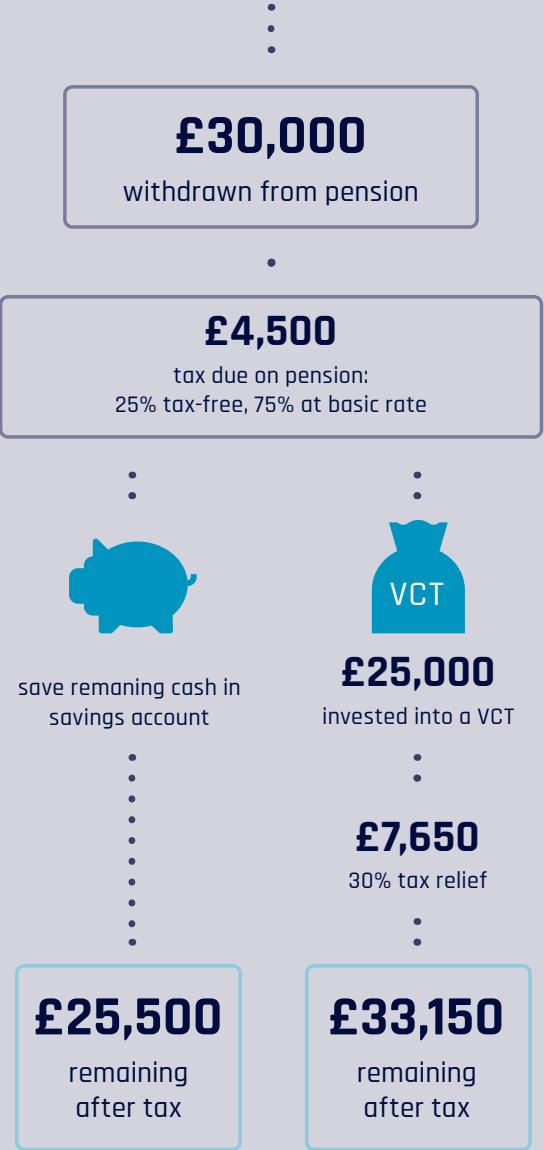 £30,000
withdrawn from pension
£4,500
tax due on pension:
25% tax-free, 75% at basic rate
save remaning cash in
savings account
VCT
£25,000
invested into a VCT
£7,650
30% tax relief
£25,500
remaining
after tax
£33,150
remaining
after tax